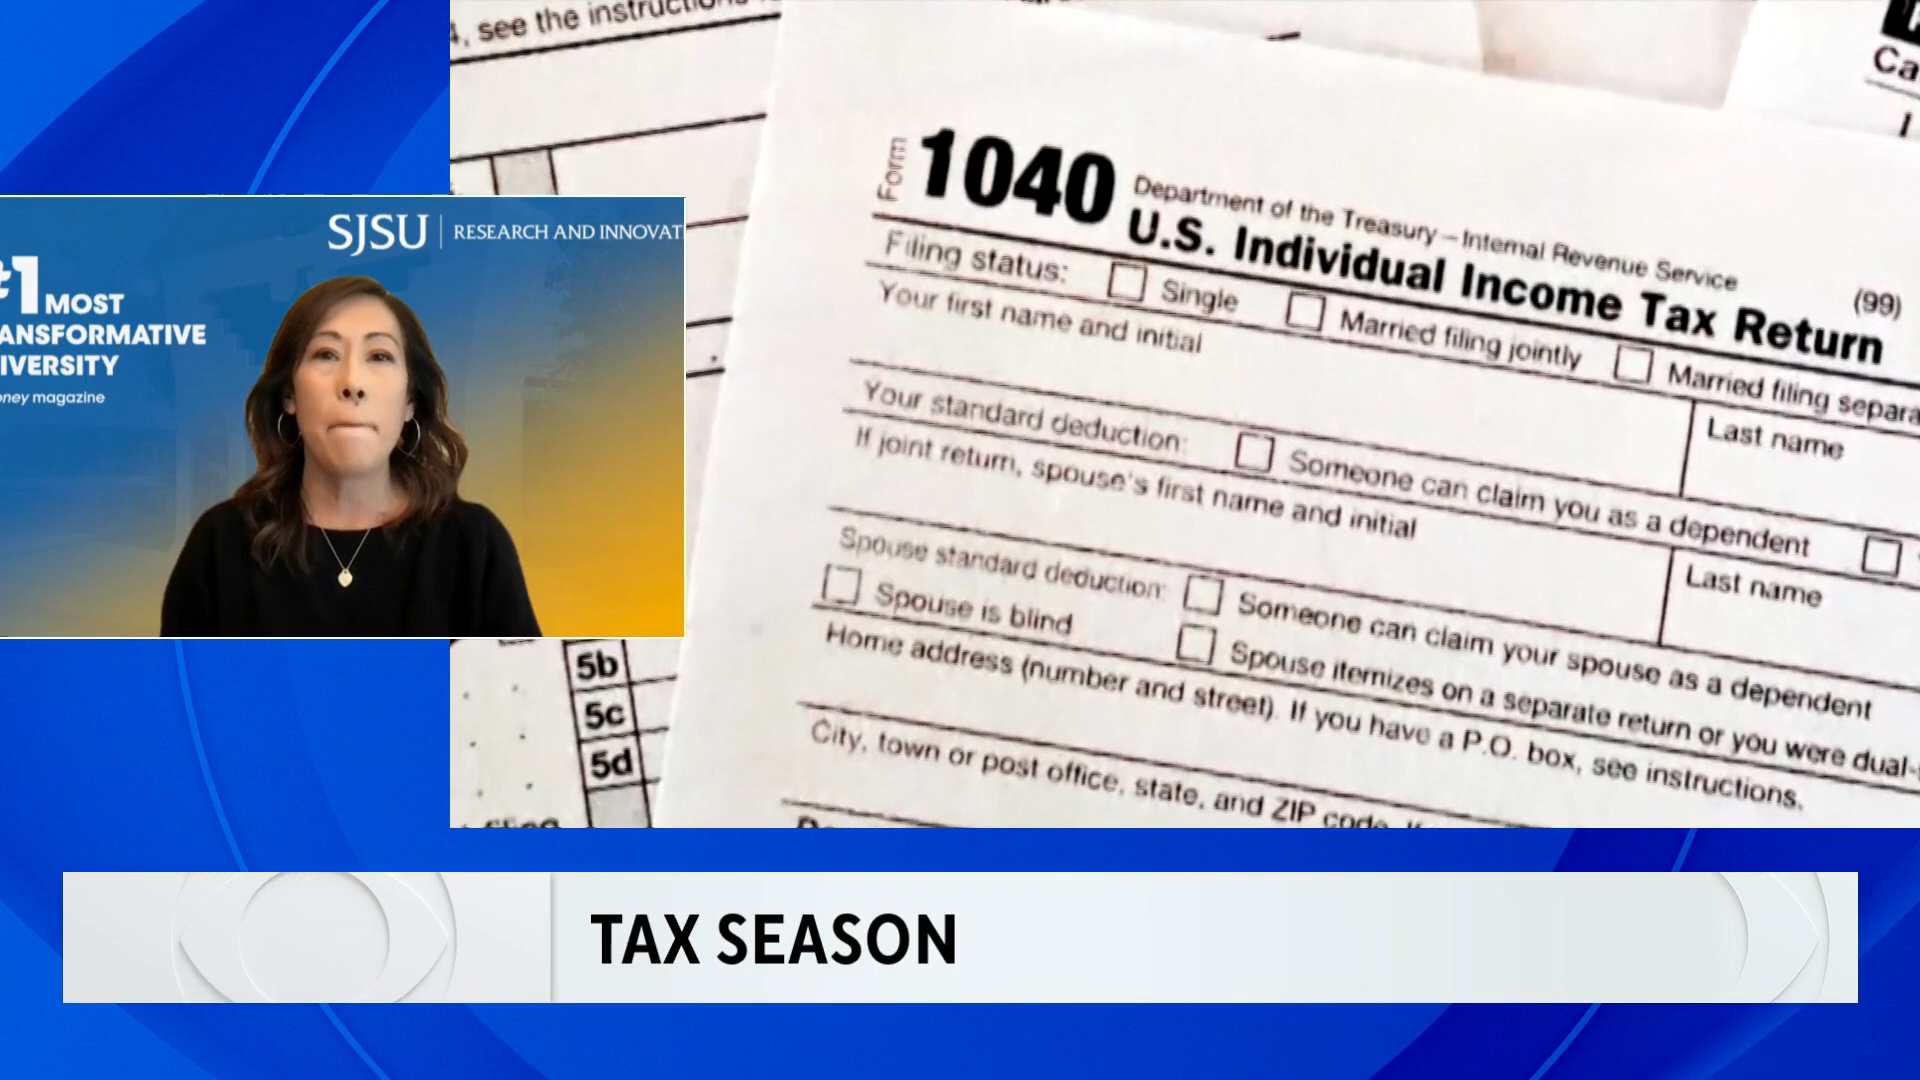 4, see the instructions
Form 1040 Department of the Treasury—Internal Revenue Service
U.S. Individual Income Tax Return
(99)
Filing status:
Single
Married filing jointly
Married filing separa
Your first name and initial
Last name
Your standard deduction:
Someone can claim you as a dependent
If joint return, spouse's first name and initial
Last name
Spouse standard deduction:
Someone can claim your spouse as a dependent
Spouse is blind
Spouse itemizes on a separate return or you were dual-
Home address (number and street). If you have a P.O. box, see instructions.
City, town or post office, state, and ZIP code.
Ca
5b
5c
5d
SJSU RESEARCH AND INNOVAT
#1 MOST
ANSFORMATIVE
IVERSITY
oney magazine
TAX SEASON